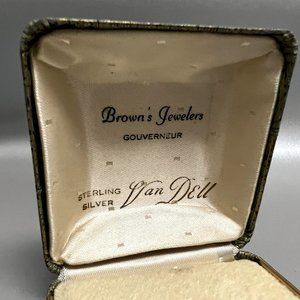 Brown's Jewelers
GOUVERNEUR
STERLING SILVER Van Dell